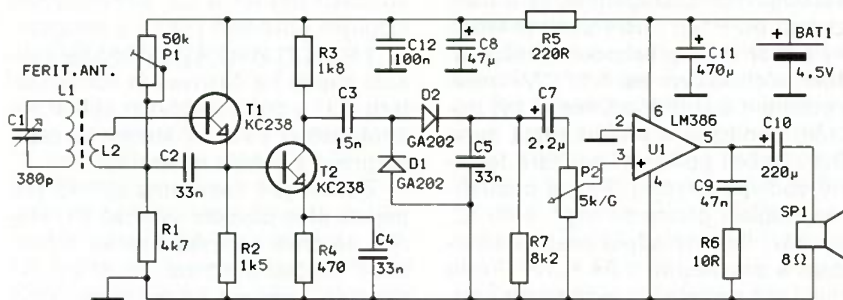 50k
P1
FERIT.ANT.
L1
C1
380p
L2
C2
33n
T1
KC238
R1
4k7
R2
1k5
R3
1k8
T2
KC238
R4
470
C4
33n
C12
100n
C8
47µ
C3
15n
D2
GA202
D1
GA202
C5
33n
R7
8k2
C7
2.2µ
P2
5k/G
R5
220R
C11
470µ
BAT1
4.5V
LM386
U1
2
3
6
5
4
C9
47n
R6
10R
C10
220µ
SP1
8Ω